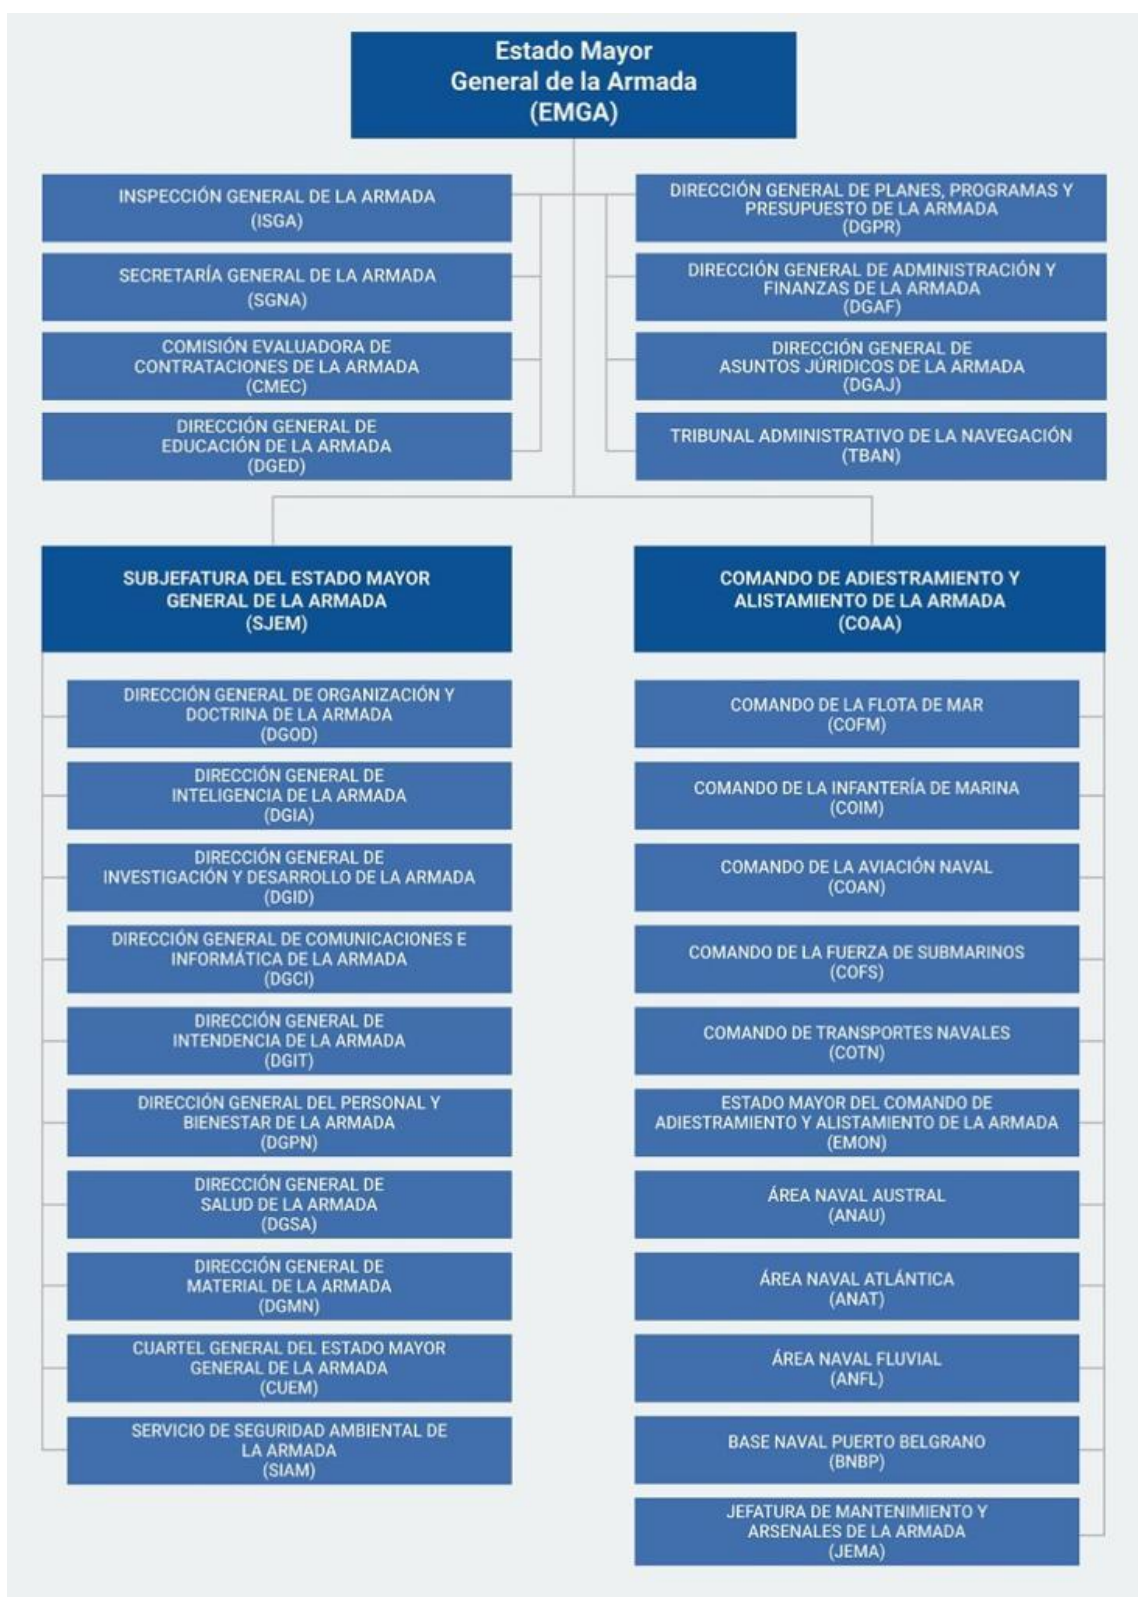 Estado Mayor
General de la Armada
(EMGA)
INSPECCIÓN GENERAL DE LA ARMADA
(ISGA)
SECRETARÍA GENERAL DE LA ARMADA
(SGNA)
COMISIÓN EVALUADORA DE
CONTRATACIONES DE LA ARMADA
(CMEC)
DIRECCIÓN GENERAL DE
EDUCACIÓN DE LA ARMADA
(DGED)
DIRECCIÓN GENERAL DE PLANES, PROGRAMAS Y
PRESUPUESTO DE LA ARMADA
(DGPR)
DIRECCIÓN GENERAL DE ADMINISTRACIÓN Y
FINANZAS DE LA ARMADA
(DGAF)
DIRECCIÓN GENERAL DE
ASUNTOS JÚRIDICOS DE LA ARMADA
(DGAJ)
TRIBUNAL ADMINISTRATIVO DE LA NAVEGACIÓN
(TBAN)
SUBJEFATURA DEL ESTADO MAYOR
GENERAL DE LA ARMADA
(SJEM)
DIRECCIÓN GENERAL DE ORGANIZACIÓN Y
DOCTRINA DE LA ARMADA
(DGOD)
DIRECCIÓN GENERAL DE
INTELIGENCIA DE LA ARMADA
(DGIA)
DIRECCIÓN GENERAL DE
INVESTIGACIÓN Y DESARROLLO DE LA ARMADA
(DGID)
DIRECCIÓN GENERAL DE COMUNICACIONES E
INFORMÁTICA DE LA ARMADA
(DGCI)
DIRECCIÓN GENERAL DE
INTENDENCIA DE LA ARMADA
(DGIT)
DIRECCIÓN GENERAL DEL PERSONAL Y
BIENESTAR DE LA ARMADA
(DGPN)
DIRECCIÓN GENERAL DE
SALUD DE LA ARMADA
(DGSA)
DIRECCIÓN GENERAL DE
MATERIAL DE LA ARMADA
(DGMN)
CUARTEL GENERAL DEL ESTADO MAYOR
GENERAL DE LA ARMADA
(CUEM)
SERVICIO DE SEGURIDAD AMBIENTAL DE
LA ARMADA
(SIAM)
COMANDO DE ADIESTRAMIENTO Y
ALISTAMIENTO DE LA ARMADA
(COAA)
COMANDO DE LA FLOTA DE MAR
(COFM)
COMANDO DE LA INFANTERÍA DE MARINA
(COIM)
COMANDO DE LA AVIACIÓN NAVAL
(COAN)
COMANDO DE LA FUERZA DE SUBMARINOS
(COFS)
COMANDO DE TRANSPORTES NAVALES
(COTN)
ESTADO MAYOR DEL COMANDO DE
ADIESTRAMIENTO Y ALISTAMIENTO DE LA ARMADA
(EMON)
ÁREA NAVAL AUSTRAL
(ANAU)
ÁREA NAVAL ATLÁNTICA
(ANAT)
ÁREA NAVAL FLUVIAL
(ANFL)
BASE NAVAL PUERTO BELGRANO
(BNBP)
JEFATURA DE MANTENIMIENTO Y
ARSENALES DE LA ARMADA
(JEMA)